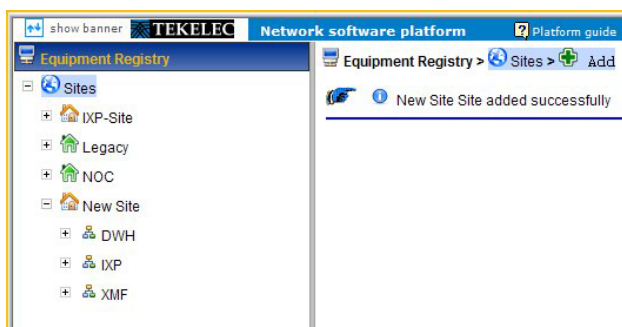 show banner TEKELEC Network software platform ? Platform guide
Equipment Registry
Sites
IXP-Site
Legacy
NOC
New Site
DWH
IXP
XMF
Equipment Registry > Sites > Add
New Site Site added successfully